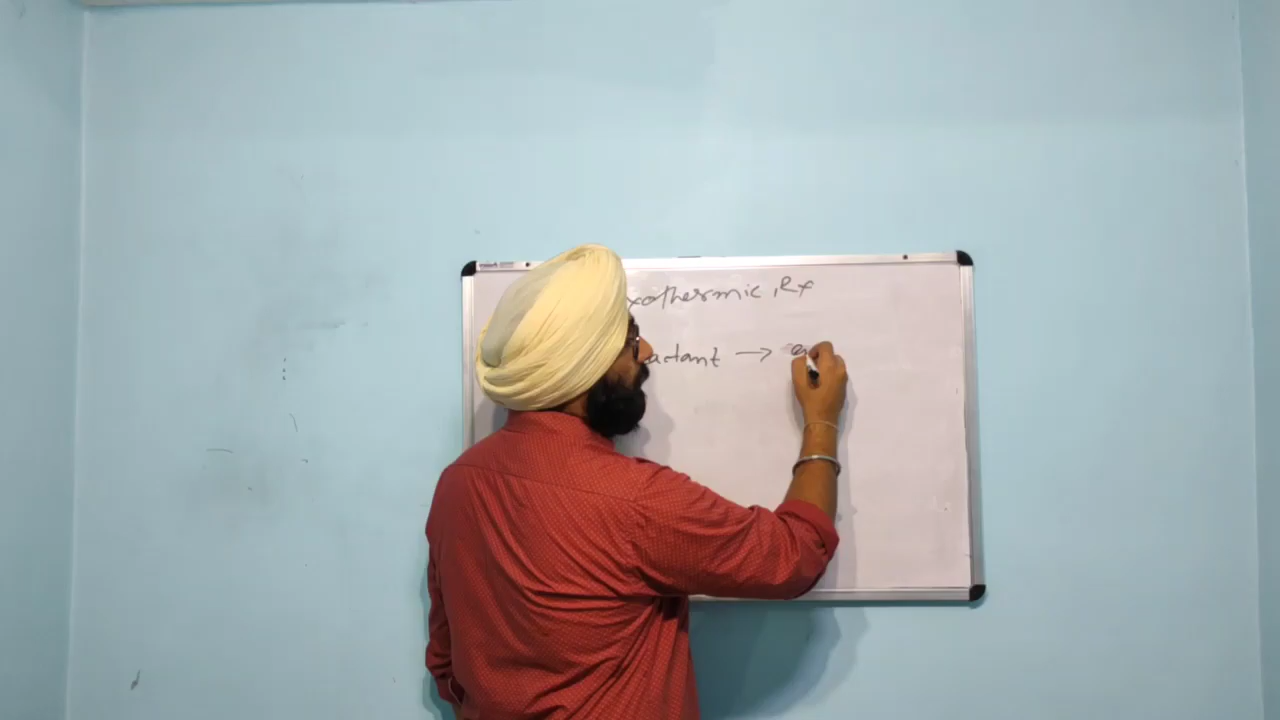 xothermic Rx
actant →